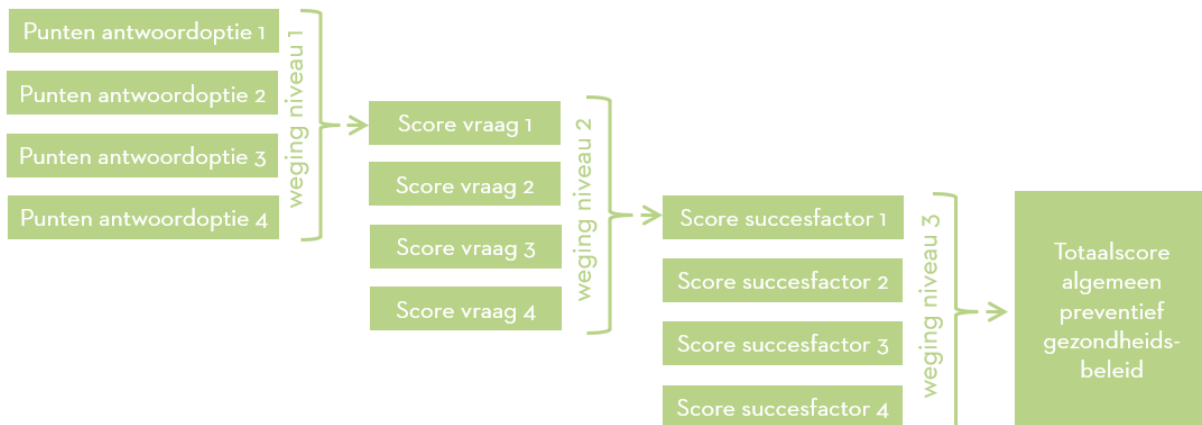 Punten antwoordoptie 1
Punten antwoordoptie 2
Punten antwoordoptie 3
Punten antwoordoptie 4
weging niveau 1
Score vraag 1
Score vraag 2
Score vraag 3
Score vraag 4
weging niveau 2
Score succesfactor 1
Score succesfactor 2
Score succesfactor 3
Score succesfactor 4
weging niveau 3
Totaalscore
algemeen
preventief
gezondheids-
beleid